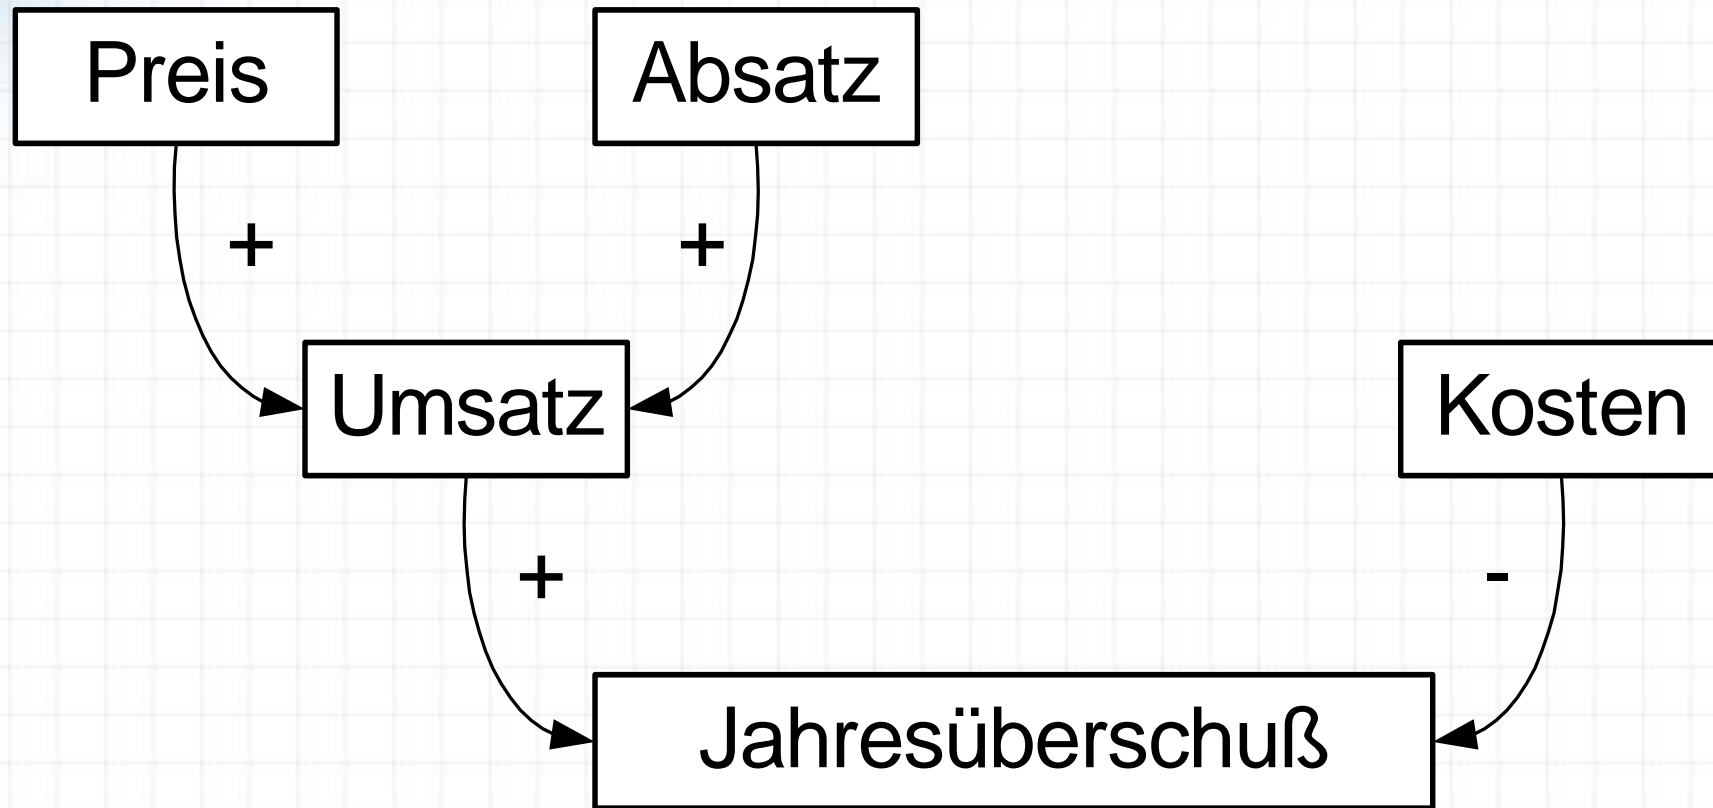 Preis
Absatz
+
+
Umsatz
Kosten
+
-
Jahresüberschuß